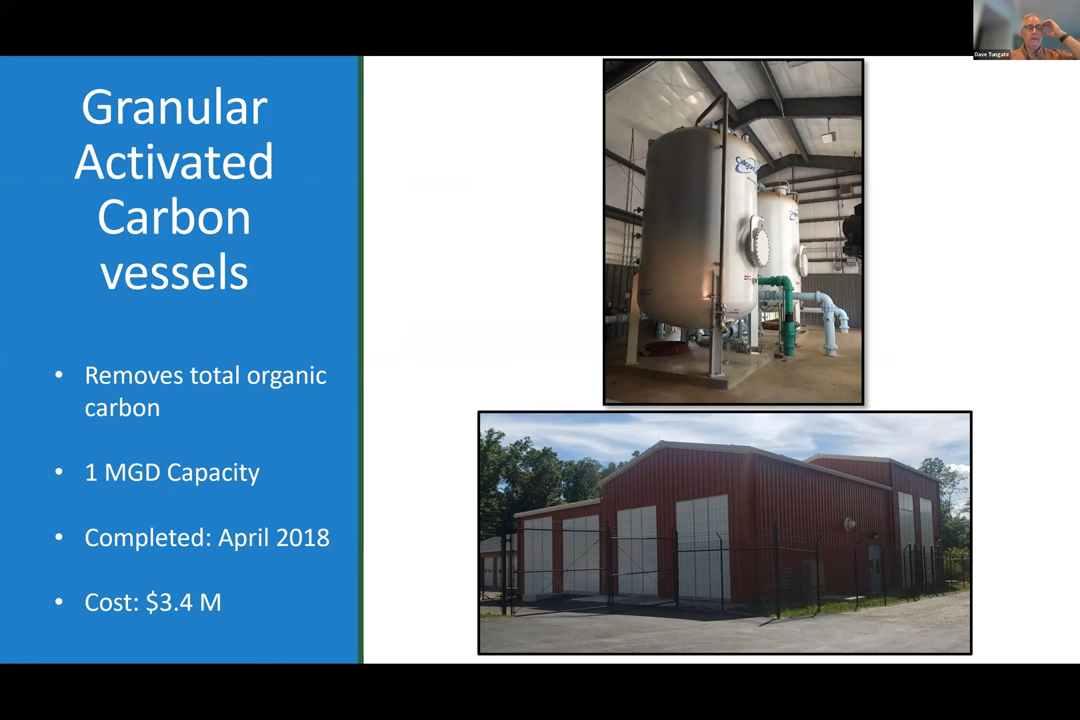 Granular
Activated
Carbon
vessels
• Removes total organic
carbon
• 1 MGD Capacity
• Completed: April 2018
• Cost: $3.4 M
Dave Tungate